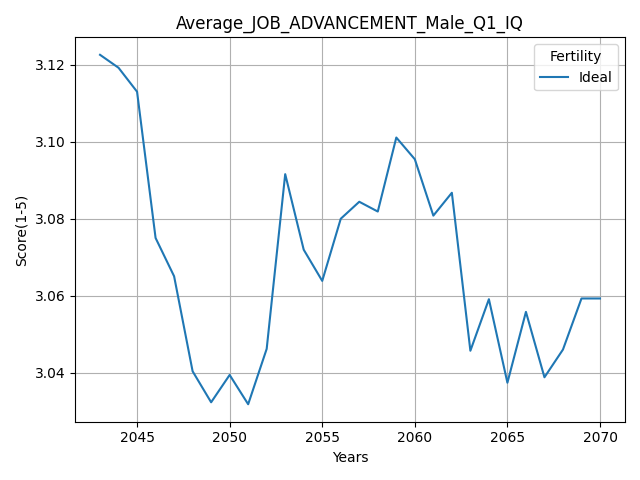 Average_JOB_ADVANCEMENT_Male_Q1_IQ
Fertility
Ideal
3.12
3.10
3.08
3.06
3.04
Score(1-5)
2045 2050 2055 2060 2065 2070
Years